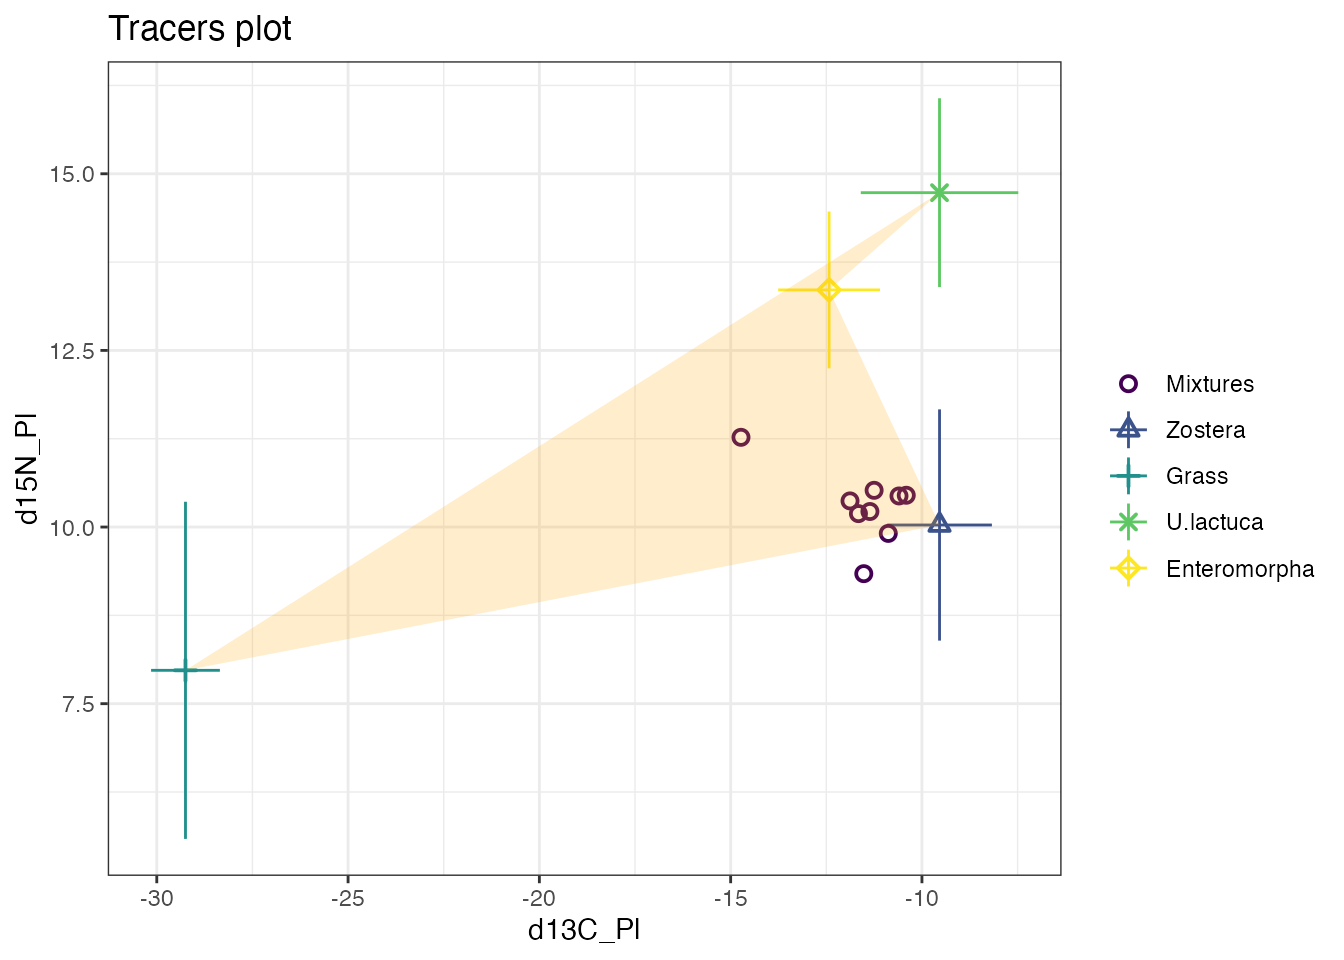 Tracers plot
d15N_Pl
15.0
12.5
10.0
7.5
-30
-25
-20
-15
-10
d13C_Pl
Mixtures
Zostera
Grass
U.lactuca
Enteromorpha